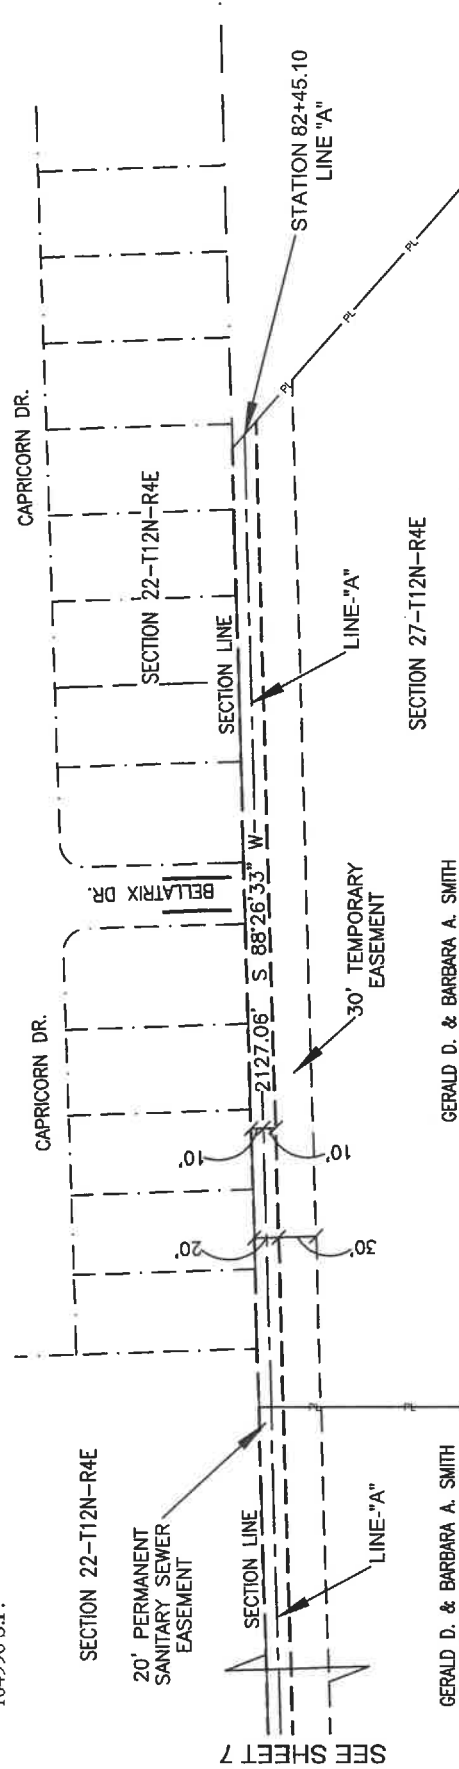 SEE SHEET 7
SECTION 22-T12N-R4E
20' PERMANENT
SANITARY SEWER
EASEMENT
SECTION LINE
LINE-"A"
GERALD D. & BARBARA A. SMITH
PL
PL
CAPRICORN DR.
20'
30'
10'
10'
2127.06' S 88°26'33" W
30' TEMPORARY
EASEMENT
GERALD D. & BARBARA A. SMITH
BELLATRIX DR.
CAPRICORN DR.
SECTION 22-T12N-R4E
SECTION LINE
LINE-"A"
SECTION 27-T12N-R4E
STATION 82+45.10
LINE "A"
PL
PL
PL